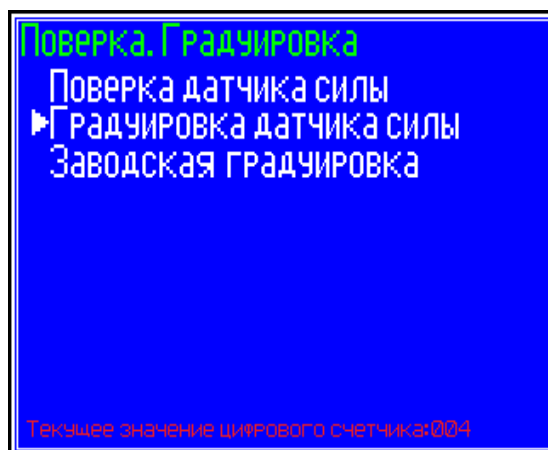 Поверка. Градуировка
Поверка датчика силы
Градуировка датчика силы
Заводская градуировка
Текущее значение цифрового счетчика:004